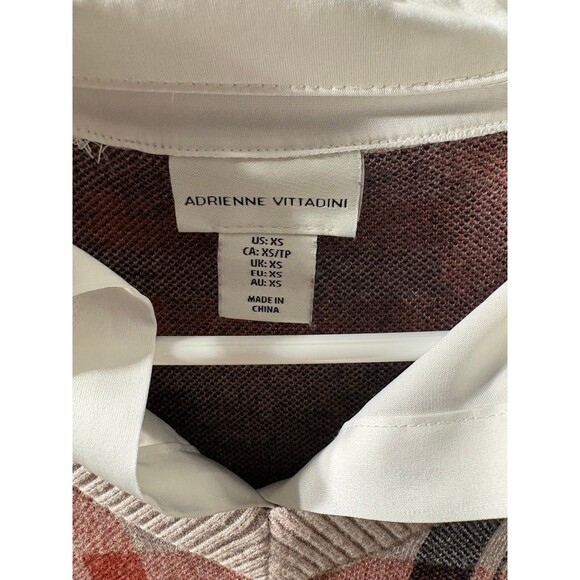 ADRIENNE VITTADINI
US: XS
CA: XS/TP
UK: XS
EU: XS
AU: XS
MADE IN
CHINA